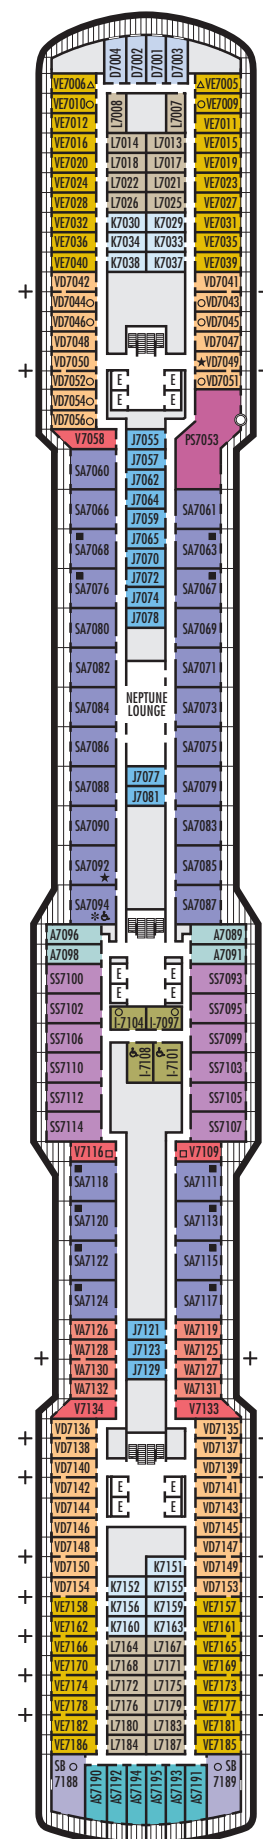 D7004 D7002 D7001 D7003
VE7006△ △VE7005
VE7010○ L7008 L7007 ○VE7009
VE7012 VE7011
VE7016 L7014 L7013 VE7015
VE7020 L7018 L7017 VE7019
VE7024 L7022 L7021 VE7023
VE7028 L7026 L7025 VE7027
VE7032 K7030 K7029 VE7031
VE7036 K7034 K7033 VE7035
VE7040 K7038 K7037 VE7039
VD7042 VD7041
VD7044○ ○VD7043
VD7046○ ○VD7045
VD7048 VD7047
VD7050 ★VD7049
VD7052○ E E ○VD7051
VD7054○ E E
VD7056○
V7058 J7055 PS7053
SA7060 J7057
J7062
SA7066 J7064 SA7061
J7059
SA7068 J7065 SA7063
J7070
SA7076 J7072 SA7067
J7074
SA7080 J7078 SA7069
SA7082 SA7071
SA7084 NEPTUNE SA7073
LOUNGE
SA7086 SA7075
SA7088 J7077 SA7079
J7081
SA7090 SA7083
SA7092 SA7085
★
SA7094 SA7087
A7096 A7089
A7098 A7091
SS7100 E E SS7093
E E
SS7102 SS7095
I-7104 I-7097
SS7106 SS7099
SS7110 I-7108 I-7101 SS7103
SS7112 SS7105
SS7114 SS7107
V7116 V7109
SA7118 SA7111
SA7120 SA7113
SA7122 SA7115
SA7124 SA7117
VA7126 J7121 VA7119
VA7128 J7123 VA7125
VA7130 J7129 VA7127
VA7132 VA7131
V7134 V7133
VD7136 VD7135
VD7138 VD7137
VD7140 VD7139
VD7142 E E VD7141
VD7144 E E VD7143
VD7146 VD7145
VD7148 VD7147
VD7150 K7151 VD7149
VD7154 K7152 K7155 VD7153
VE7158 K7156 K7159 VE7157
VE7162 K7160 K7163 VE7161
VE7166 L7164 L7167 VE7165
VE7170 L7168 L7171 VE7169
VE7174 L7172 L7175 VE7173
VE7178 L7176 L7179 VE7177
VE7182 L7180 L7183 VE7181
VE7186 L7184 L7187 VE7185
SB ○ ○ SB
7188 AS7190 AS7192 AS7194 AS7195 AS7193 AS7191 7189